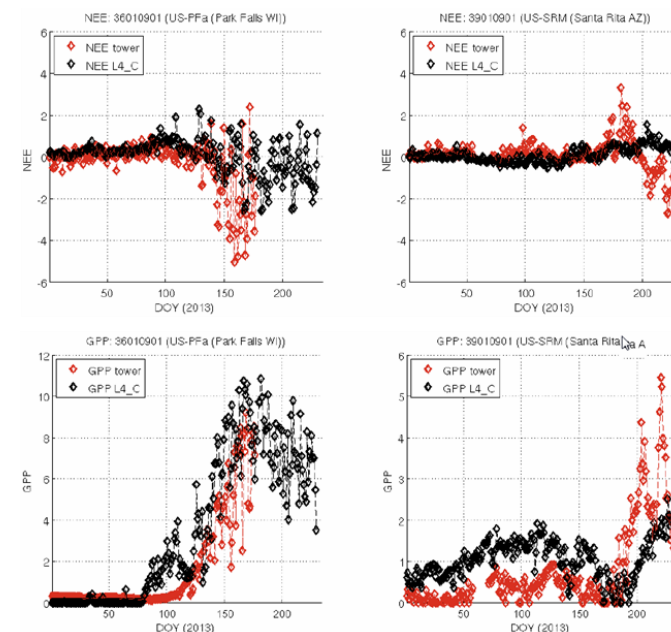 NEE: 36010901 (US-PFa (Park Falls WI))
6
4
2
0
-2
-4
-6
NEE
NEE tower
NEE L4_C
50
100
150
200
DOY (2013)
NEE: 39010901 (US-SRM (Santa Rita AZ))
6
4
2
0
-2
-4
-6
NEE
NEE tower
NEE L4_C
50
100
150
200
DOY (2013)
GPP: 36010901 (US-PFa (Park Falls WI))
12
10
8
6
4
2
0
GPP
GPP tower
GPP L4_C
50
100
150
200
DOY (2013)
GPP: 39010901 (US-SRM (Santa Rita A
6
5
4
3
2
1
0
GPP
GPP tower
GPP L4_C
50
100
150
200
DOY (2013)